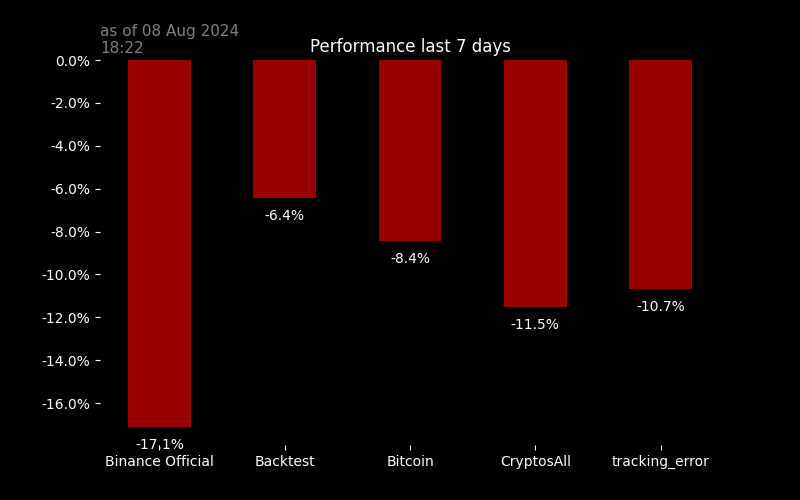 as of 08 Aug 2024
18:22
Performance last 7 days
0.0%
-2.0%
-4.0%
-6.0%
-8.0%
-10.0%
-12.0%
-14.0%
-16.0%
-17.1%
-6.4%
-8.4%
-11.5%
-10.7%
Binance Official
Backtest
Bitcoin
CryptosAll
tracking_error